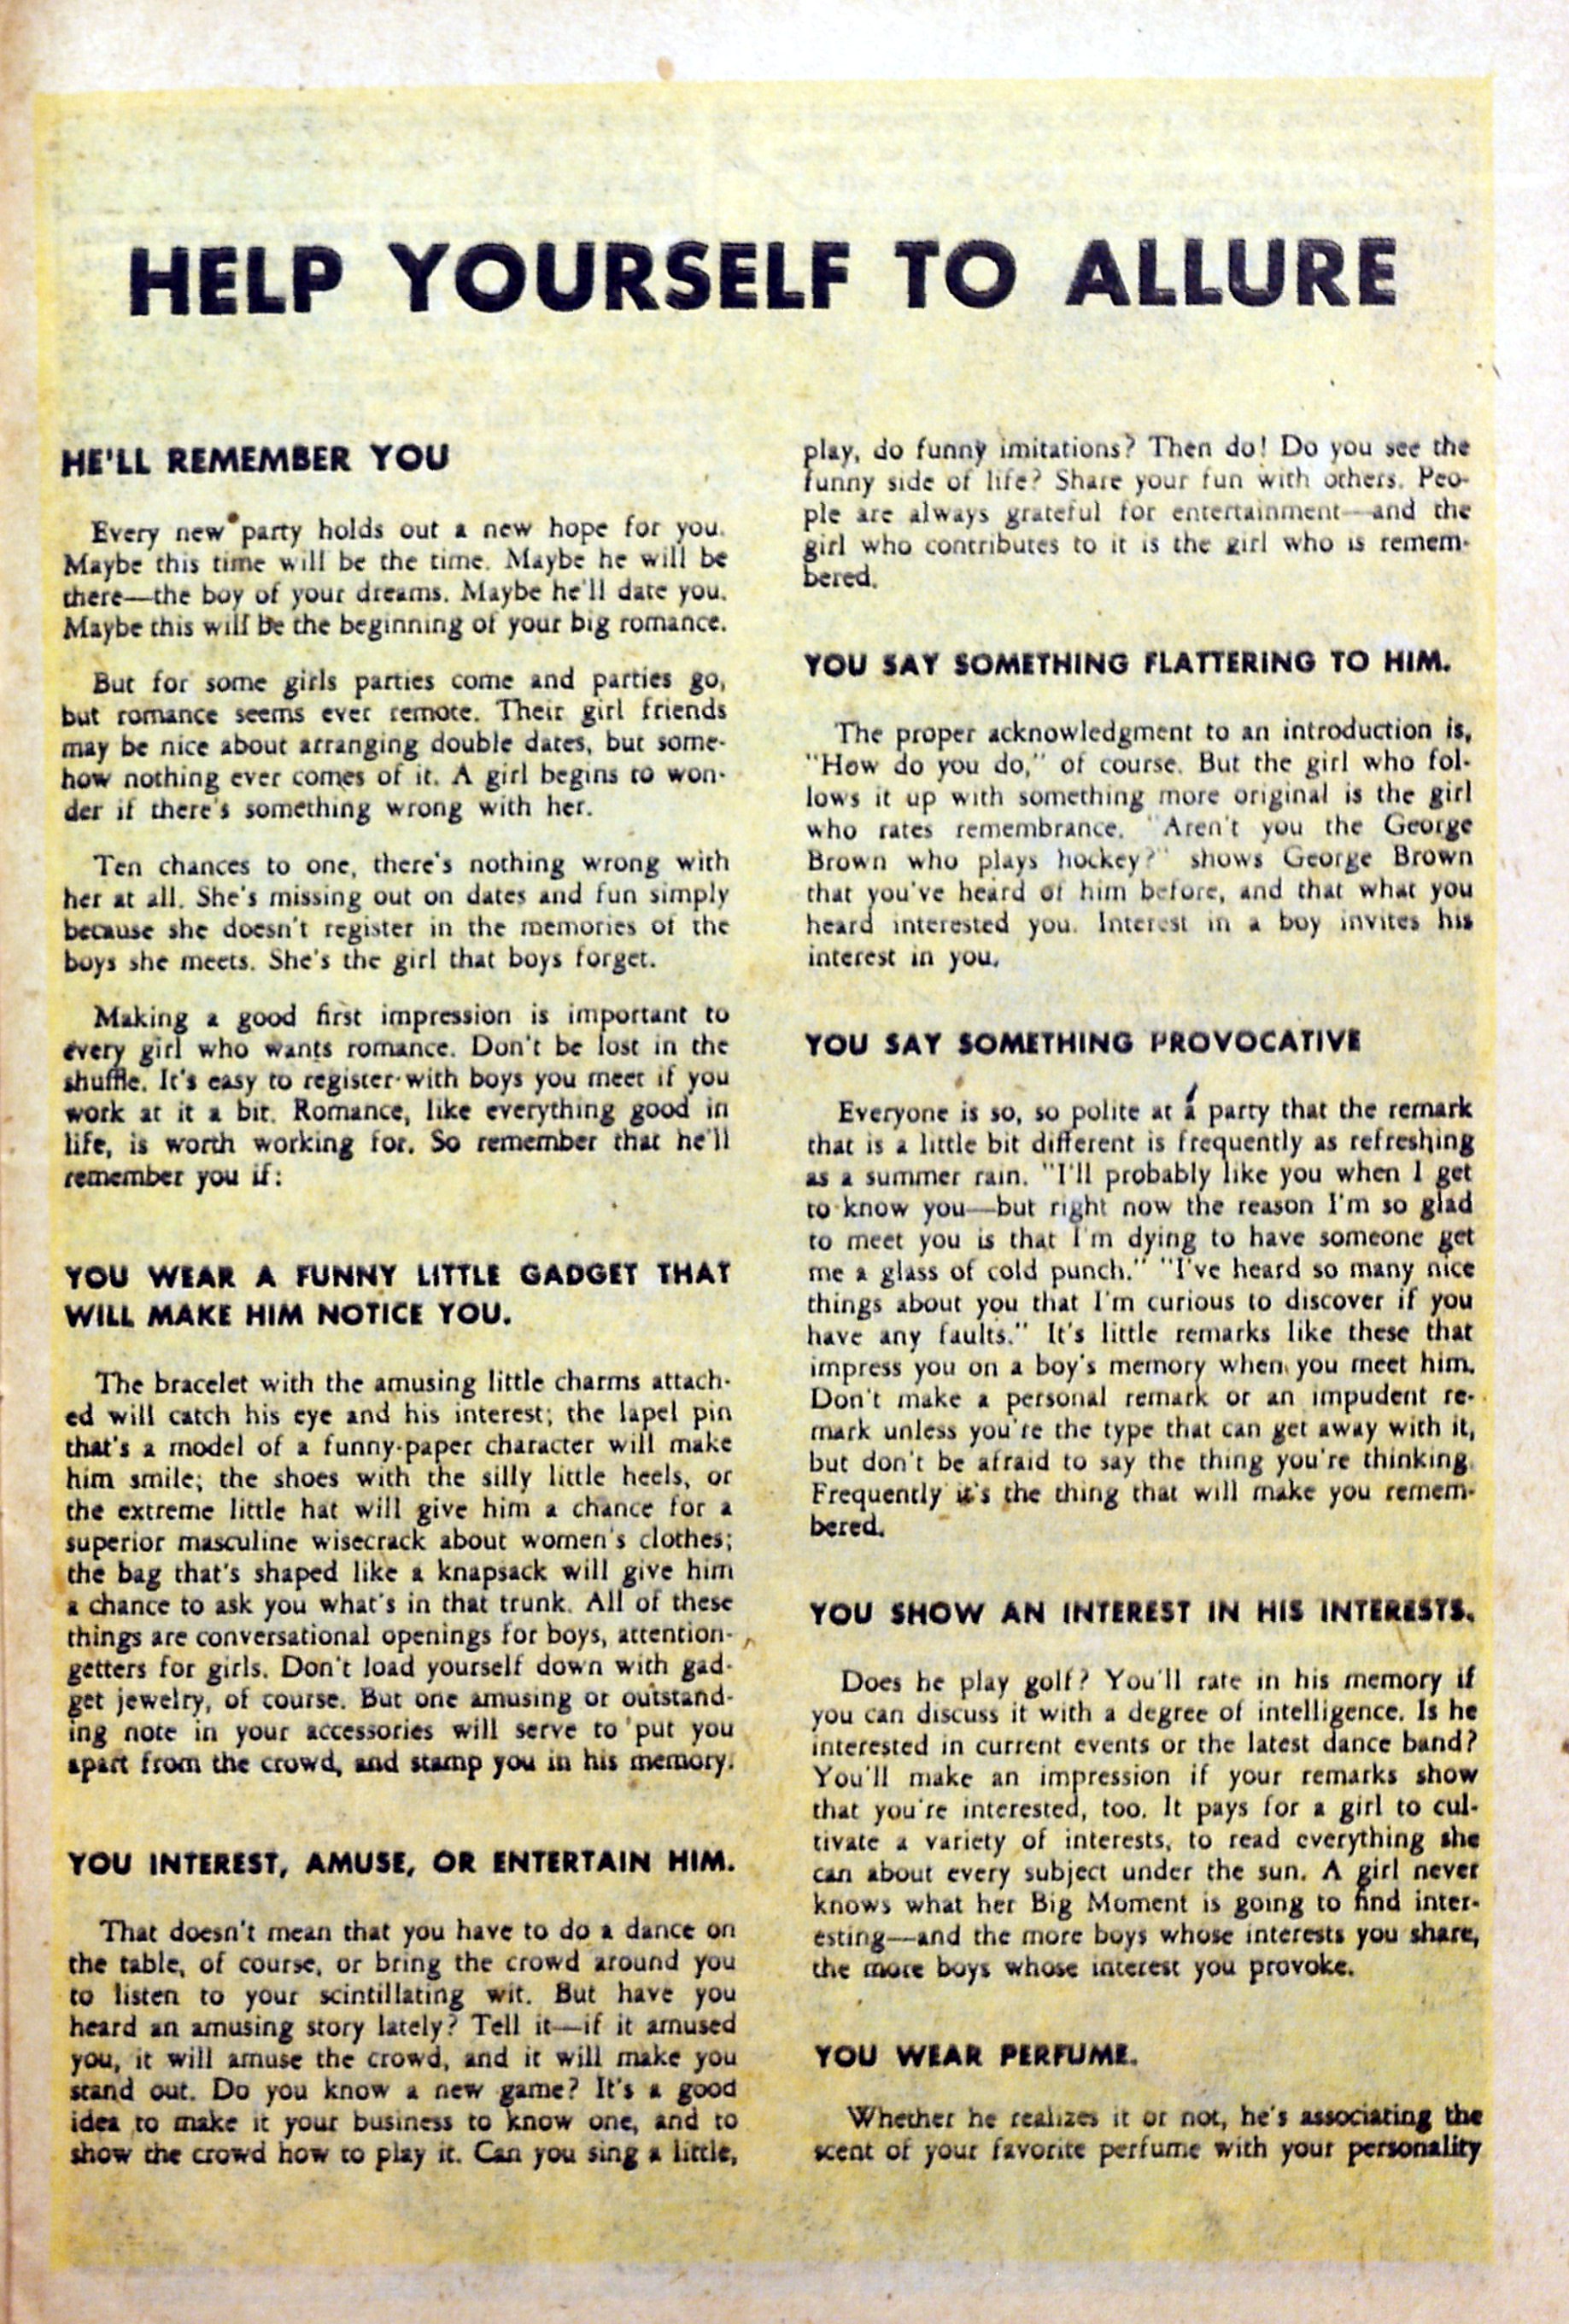 HELP YOURSELF TO ALLURE
HE'LL REMEMBER YOU
Every new party holds out a new hope for you.
Maybe this time will be the time. Maybe he will be
there—the boy of your dreams. Maybe he'll date you.
Maybe this will be the beginning of your big romance.
But for some girls parties come and parties go,
but romance seems ever remote. Their girl friends
may be nice about arranging double dates, but some-
how nothing ever comes of it. A girl begins to won-
der if there's something wrong with her.
Ten chances to one, there's nothing wrong with
her at all. She's missing out on dates and fun simply
because she doesn't register in the memories of the
boys she meets. She's the girl that boys forget.
Making a good first impression is important to
every girl who wants romance. Don't be lost in the
shuffle. It's easy to register with boys you meet if you
work at it a bit. Romance, like everything good in
life, is worth working for. So remember that he'll
remember you if:
YOU WEAR A FUNNY LITTLE GADGET THAT
WILL MAKE HIM NOTICE YOU.
The bracelet with the amusing little charms attach-
ed will catch his eye and his interest; the lapel pin
that's a model of a funny-paper character will make
him smile; the shoes with the silly little heels, or
the extreme little hat will give him a chance for a
superior masculine wisecrack about women's clothes;
the bag that's shaped like a knapsack will give him
a chance to ask you what's in that trunk. All of these
things are conversational openings for boys, attention-
getters for girls. Don't load yourself down with gad-
get jewelry, of course. But one amusing or outstand-
ing note in your accessories will serve to put you
apart from the crowd, and stamp you in his memory.
YOU INTEREST, AMUSE, OR ENTERTAIN HIM.
That doesn't mean that you have to do a dance on
the table, of course, or bring the crowd around you
to listen to your scintillating wit. But have you
heard an amusing story lately? Tell it—if it amused
you, it will amuse the crowd, and it will make you
stand out. Do you know a new game? It's a good
idea to make it your business to know one, and to
show the crowd how to play it. Can you sing a little,
play, do funny imitations? Then do! Do you see the
funny side of life? Share your fun with others. Peo-
ple are always grateful for entertainment—and the
girl who contributes to it is the girl who is remem-
bered.
YOU SAY SOMETHING FLATTERING TO HIM.
The proper acknowledgment to an introduction is,
"How do you do," of course. But the girl who fol-
lows it up with something more original is the girl
who rates remembrance. "Aren't you the George
Brown who plays hockey?" shows George Brown
that you've heard of him before, and that what you
heard interested you. Interest in a boy invites his
interest in you.
YOU SAY SOMETHING PROVOCATIVE
Everyone is so, so polite at a party that the remark
that is a little bit different is frequently as refreshing
as a summer rain. "I'll probably like you when I get
to know you—but right now the reason I'm so glad
to meet you is that I'm dying to have someone get
me a glass of cold punch." "I've heard so many nice
things about you that I'm curious to discover if you
have any faults." It's little remarks like these that
impress you on a boy's memory when you meet him.
Don't make a personal remark or an impudent re-
mark unless you're the type that can get away with it,
but don't be afraid to say the thing you're thinking.
Frequently it's the thing that will make you remem-
bered.
YOU SHOW AN INTEREST IN HIS INTERESTS.
Does he play golf? You'll rate in his memory if
you can discuss it with a degree of intelligence. Is he
interested in current events or the latest dance band?
You'll make an impression if your remarks show
that you're interested, too. It pays for a girl to cul-
tivate a variety of interests, to read everything she
can about every subject under the sun. A girl never
knows what her Big Moment is going to find inter-
esting—and the more boys whose interests you share,
the more boys whose interest you provoke.
YOU WEAR PERFUME.
Whether he realizes it or not, he's associating the
scent of your favorite perfume with your personality